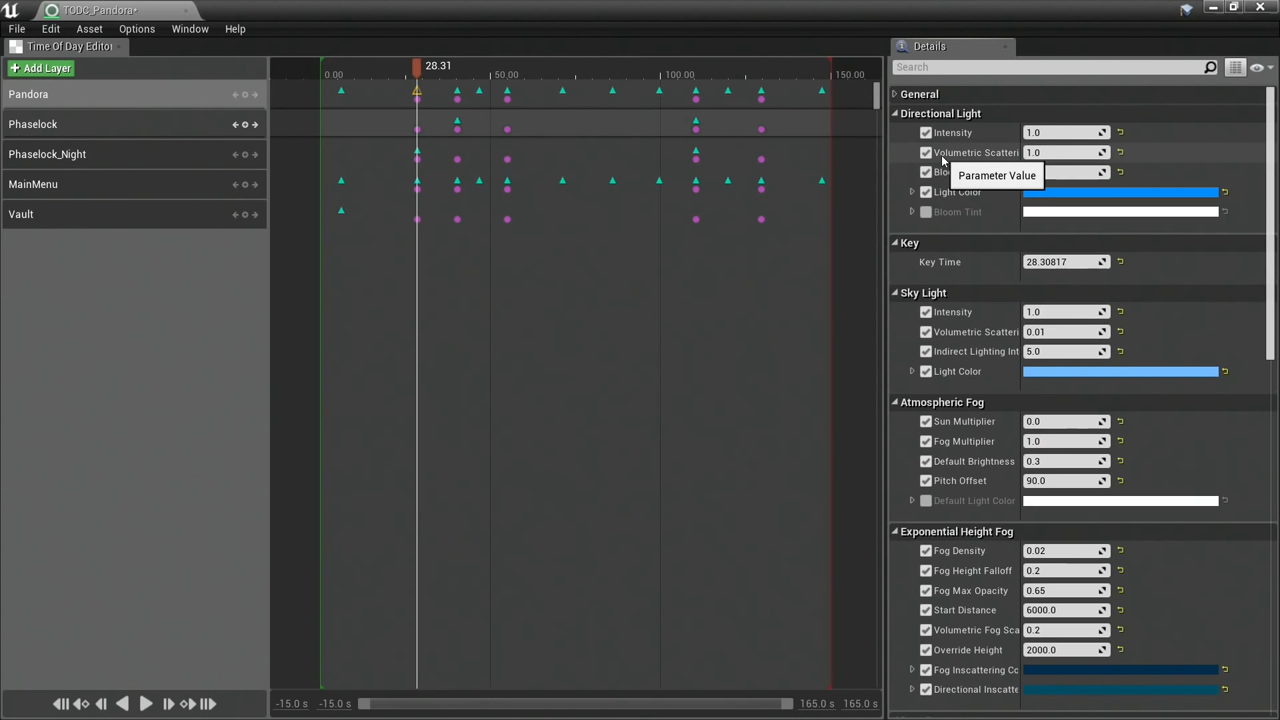 TODC_Pandora*
File Edit Asset Options Window Help
Time Of Day Editor
Add Layer
Pandora
Phaselock
Phaselock_Night
MainMenu
Vault
28.31
0.00 50.00 100.00 150.00
-15.0 s -15.0 s 165.0 s 165.0 s
Details
Search
General
Directional Light
Intensity 1.0
Volumetric Scatteri 1.0
Blo
Parameter Value
Light Color
Bloom Tint
Key
Key Time 28.30817
Sky Light
Intensity 1.0
Volumetric Scatteri 0.01
Indirect Lighting Int 5.0
Light Color
Atmospheric Fog
Sun Multiplier 0.0
Fog Multiplier 1.0
Default Brightness 0.3
Pitch Offset 90.0
Default Light Color
Exponential Height Fog
Fog Density 0.02
Fog Height Falloff 0.2
Fog Max Opacity 0.65
Start Distance 6000.0
Volumetric Fog Sca 0.2
Override Height 2000.0
Fog Inscattering Co
Directional Inscatte